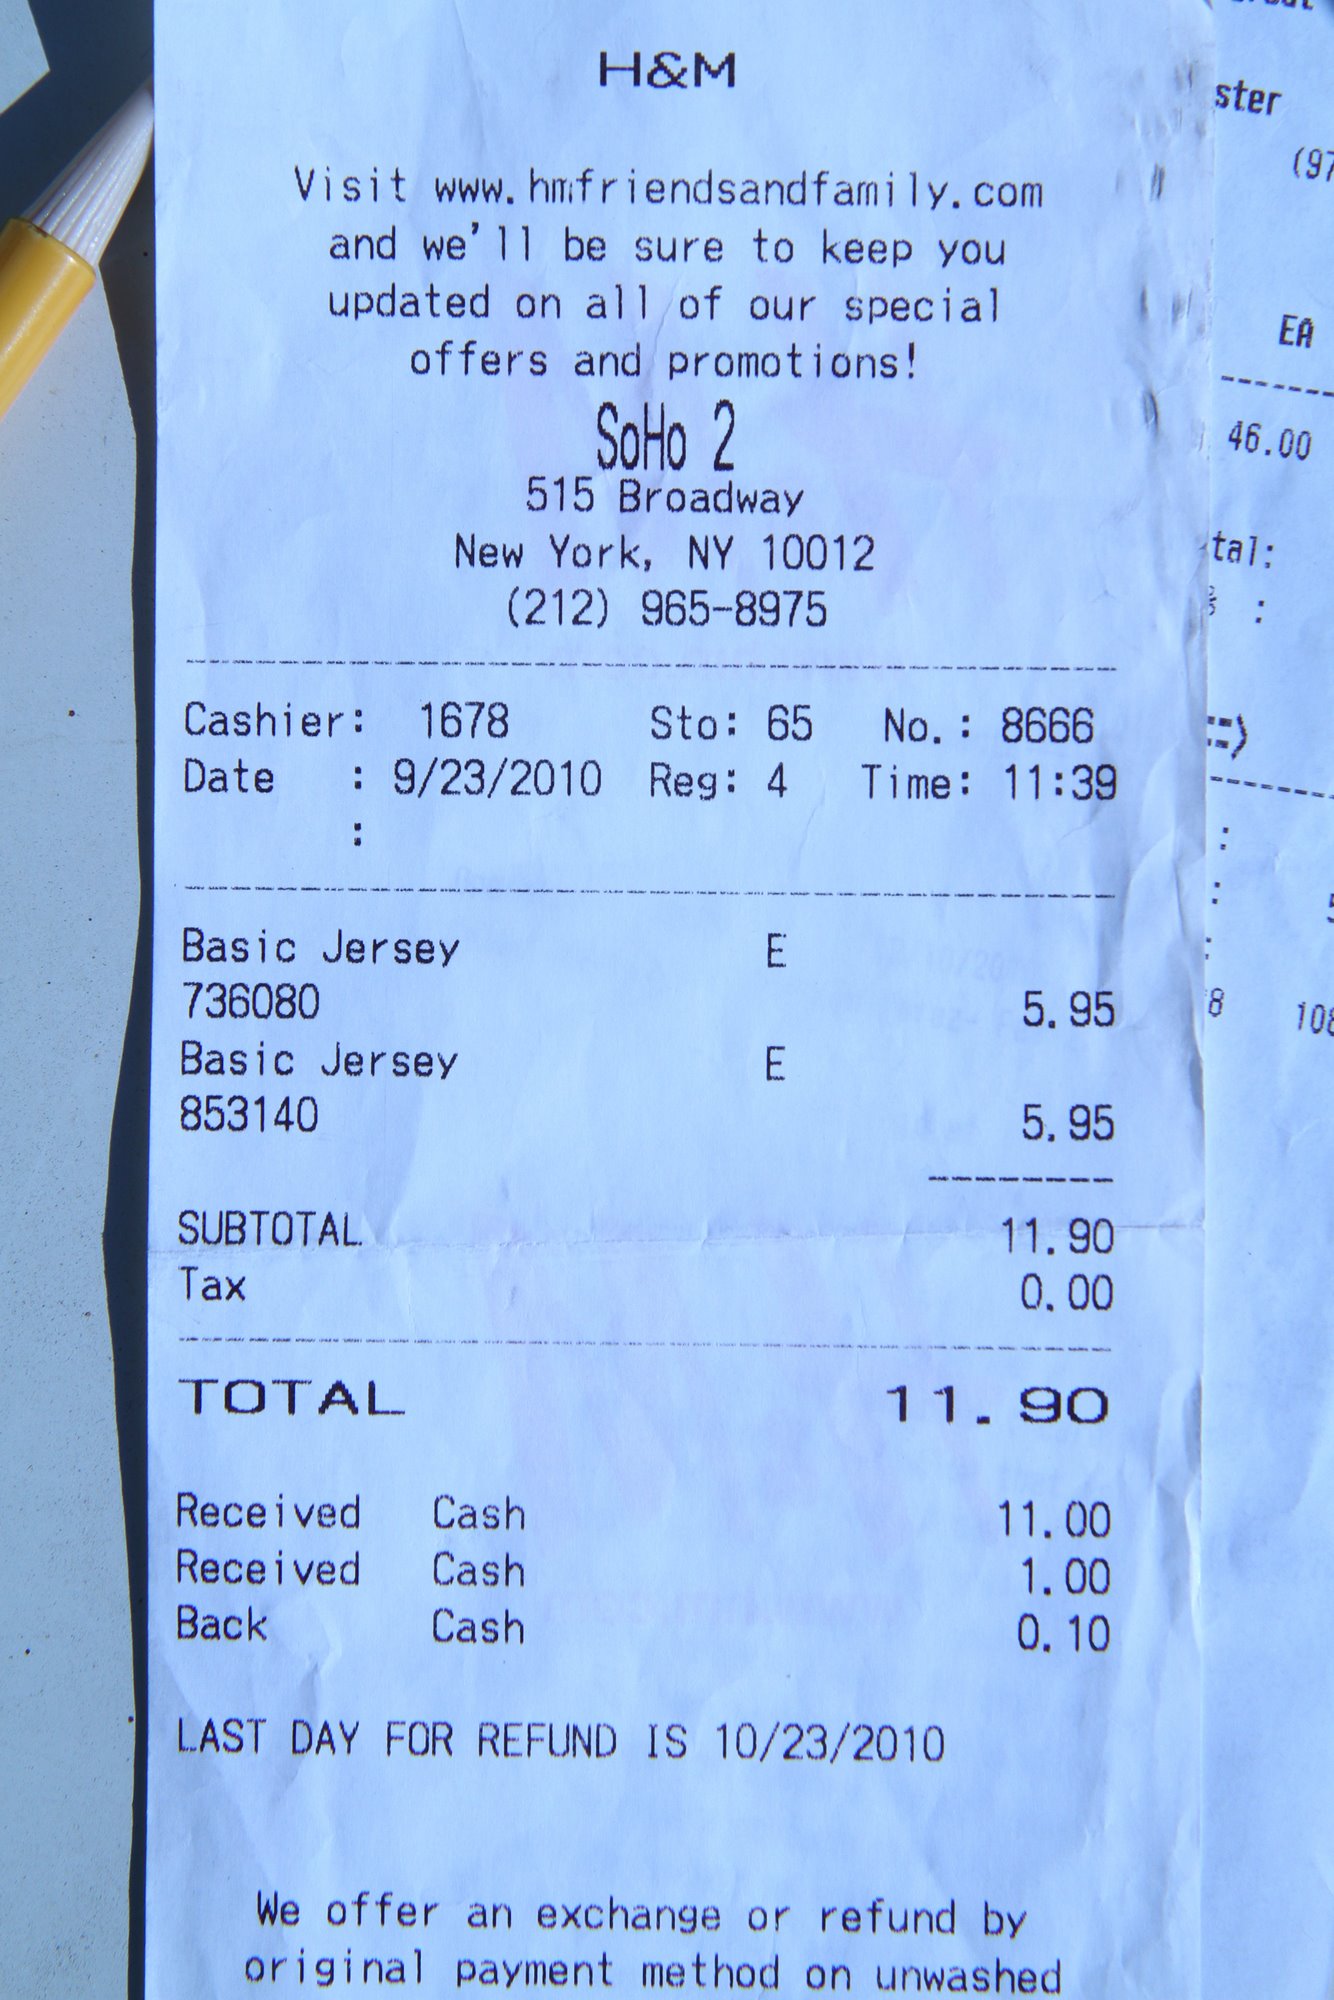 H&M
Visit www.hmfriendsandfamily.com
and we'll be sure to keep you
updated on all of our special
offers and promotions!
SoHo 2
515 Broadway
New York, NY 10012
(212) 965-8975
Cashier: 1678 Sto: 65 No.: 8666
Date : 9/23/2010 Reg: 4 Time: 11:39
:
Basic Jersey E
736080 5.95
Basic Jersey E
853140 5.95
SUBTOTAL 11.90
Tax 0.00
TOTAL 11.90
Received Cash 11.00
Received Cash 1.00
Back Cash 0.10
LAST DAY FOR REFUND IS 10/23/2010
We offer an exchange or refund by
original payment method on unwashed
ster
(97
EA
46.00
tal:
:
=)
:
:
:
8 108